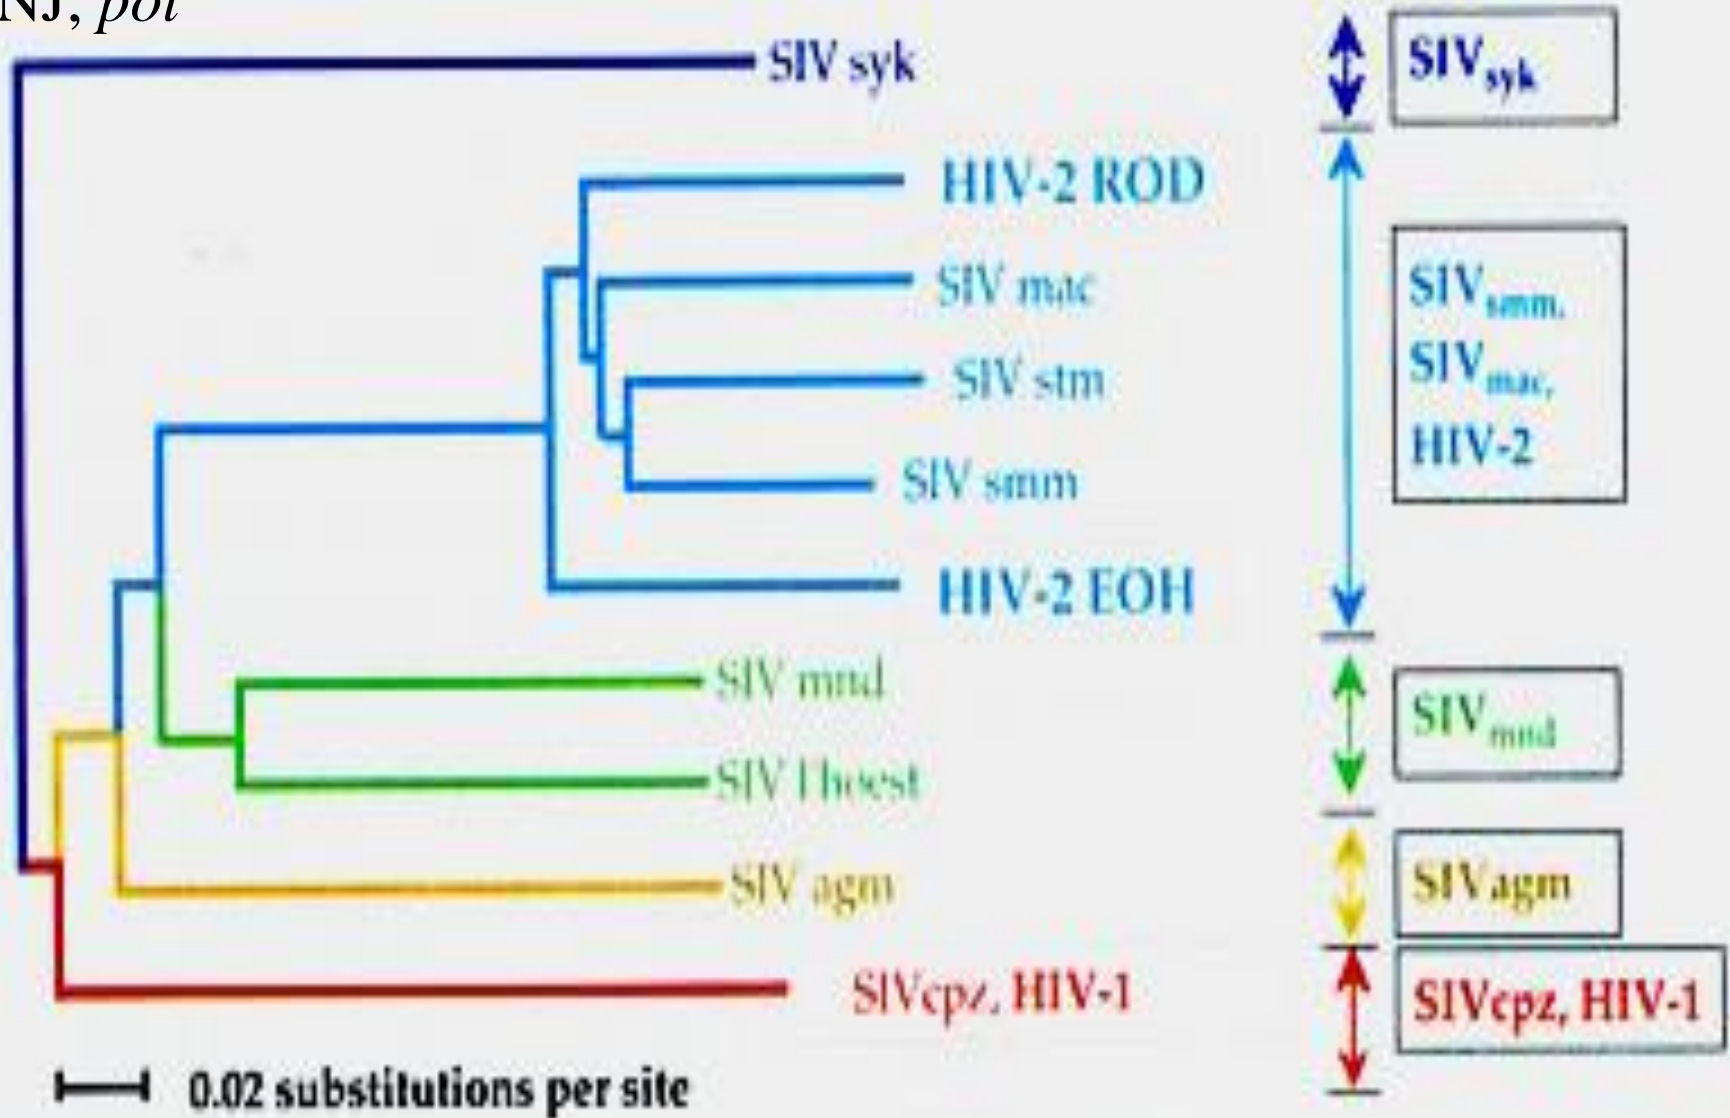 NJ, pol
SIV syk
HIV-2 ROD
SIV mac
SIV stm
SIV smm
HIV-2 EOH
SIV mnd
SIV l'hoest
SIV agm
SIVcpz, HIV-1
0.02 substitutions per site
SIVsyk
SIVsmm,
SIVmac,
HIV-2
SIVmnd
SIVagm
SIVcpz, HIV-1